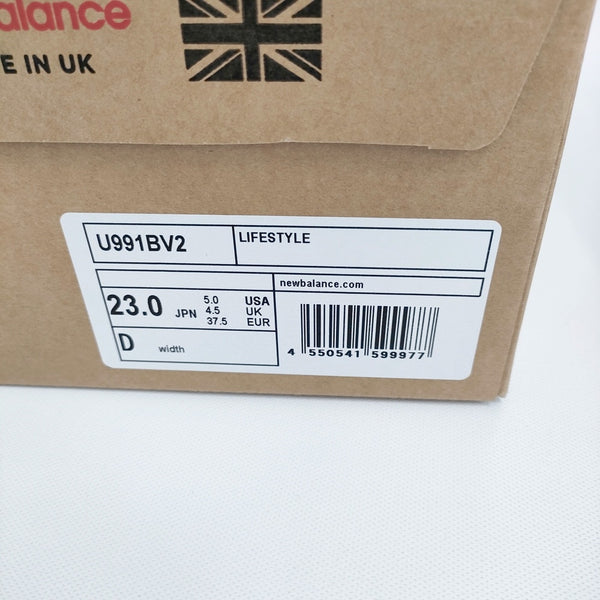 alance
E IN UK
U991BV2
LIFESTYLE
newbalance.com
23.0 JPN
5.0 USA
4.5 UK
37.5 EUR
D width
4 550541 599977